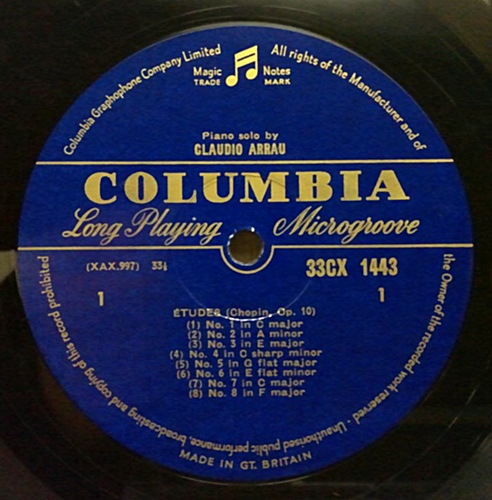 Columbia Graphophone Company Limited
All rights of the Manufacturer and of
the Owner of the recorded work reserved · Unauthorised public performance, broadcasting and copying of this record prohibited
Magic Notes
TRADE MARK
Piano solo by
CLAUDIO ARRAU
COLUMBIA
Long Playing Microgroove
(XAX.997) 33⅓ 33CX 1443
1 1
ÉTUDES (Chopin, Op. 10)
(1) No. 1 in C major
(2) No. 2 in A minor
(3) No. 3 in E major
(4) No. 4 in C sharp minor
(5) No. 5 in G flat major
(6) No. 6 in E flat minor
(7) No. 7 in C major
(8) No. 8 in F major
MADE IN GT. BRITAIN